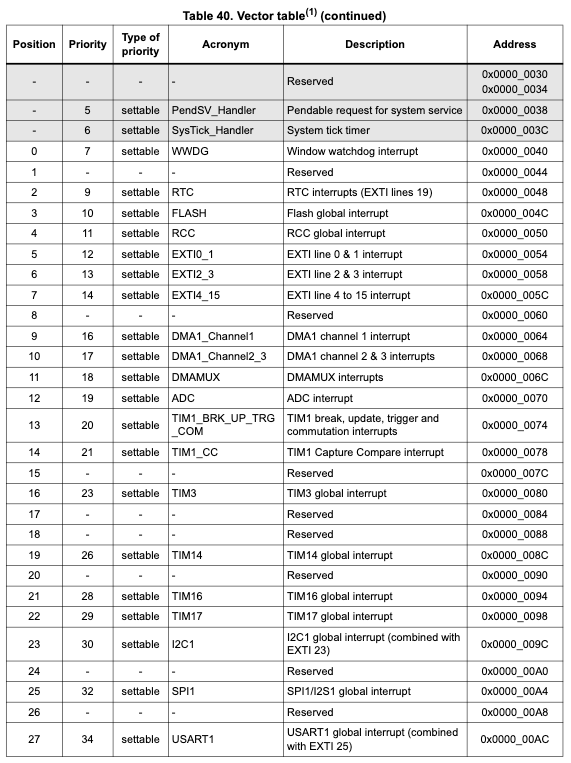 Table 40. Vector table(1) (continued)
Position Priority Type of priority Acronym Description Address
- - - - Reserved 0x0000_0030
0x0000_0034
- 5 settable PendSV_Handler Pendable request for system service 0x0000_0038
- 6 settable SysTick_Handler System tick timer 0x0000_003C
0 7 settable WWDG Window watchdog interrupt 0x0000_0040
1 - - - Reserved 0x0000_0044
2 9 settable RTC RTC interrupts (EXTI lines 19) 0x0000_0048
3 10 settable FLASH Flash global interrupt 0x0000_004C
4 11 settable RCC RCC global interrupt 0x0000_0050
5 12 settable EXTI0_1 EXTI line 0 & 1 interrupt 0x0000_0054
6 13 settable EXTI2_3 EXTI line 2 & 3 interrupt 0x0000_0058
7 14 settable EXTI4_15 EXTI line 4 to 15 interrupt 0x0000_005C
8 - - - Reserved 0x0000_0060
9 16 settable DMA1_Channel1 DMA1 channel 1 interrupt 0x0000_0064
10 17 settable DMA1_Channel2_3 DMA1 channel 2 & 3 interrupts 0x0000_0068
11 18 settable DMAMUX DMAMUX interrupts 0x0000_006C
12 19 settable ADC ADC interrupt 0x0000_0070
13 20 settable TIM1_BRK_UP_TRG_COM TIM1 break, update, trigger and commutation interrupts 0x0000_0074
14 21 settable TIM1_CC TIM1 Capture Compare interrupt 0x0000_0078
15 - - - Reserved 0x0000_007C
16 23 settable TIM3 TIM3 global interrupt 0x0000_0080
17 - - - Reserved 0x0000_0084
18 - - - Reserved 0x0000_0088
19 26 settable TIM14 TIM14 global interrupt 0x0000_008C
20 - - - Reserved 0x0000_0090
21 28 settable TIM16 TIM16 global interrupt 0x0000_0094
22 29 settable TIM17 TIM17 global interrupt 0x0000_0098
23 30 settable I2C1 I2C1 global interrupt (combined with EXTI 23) 0x0000_009C
24 - - - Reserved 0x0000_00A0
25 32 settable SPI1 SPI1/I2S1 global interrupt 0x0000_00A4
26 - - - Reserved 0x0000_00A8
27 34 settable USART1 USART1 global interrupt (combined with EXTI 25) 0x0000_00AC